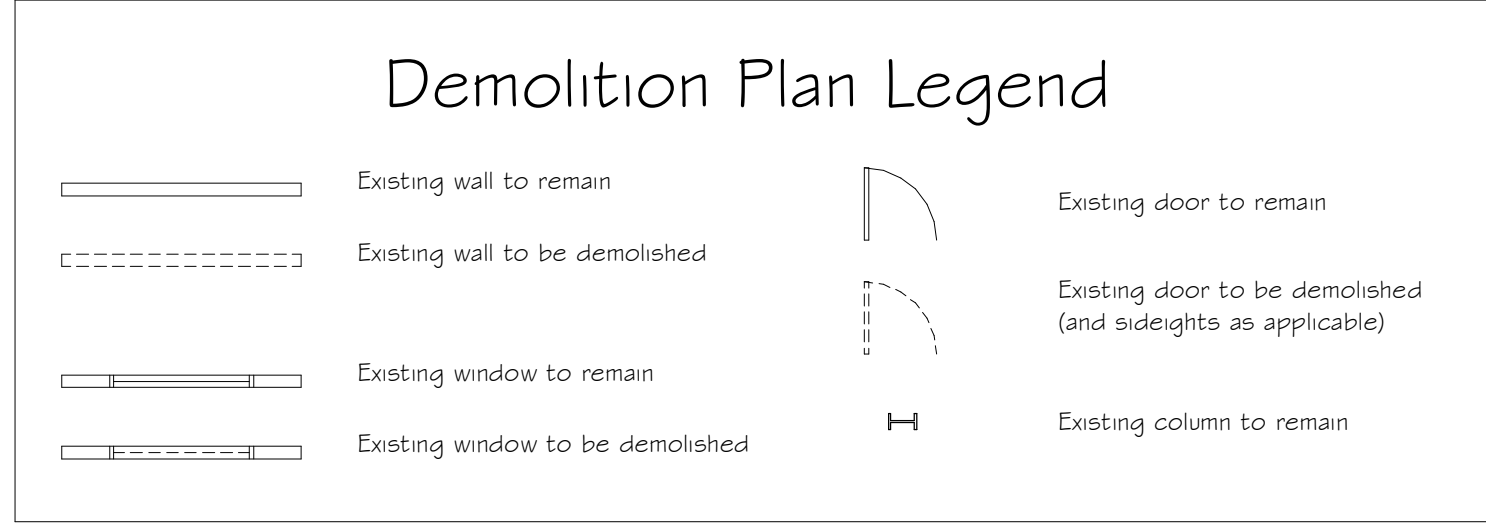 Demolition Plan Legend
Existing wall to remain
Existing wall to be demolished
Existing window to remain
Existing window to be demolished
Existing door to remain
Existing door to be demolished
(and sideights as applicable)
Existing column to remain